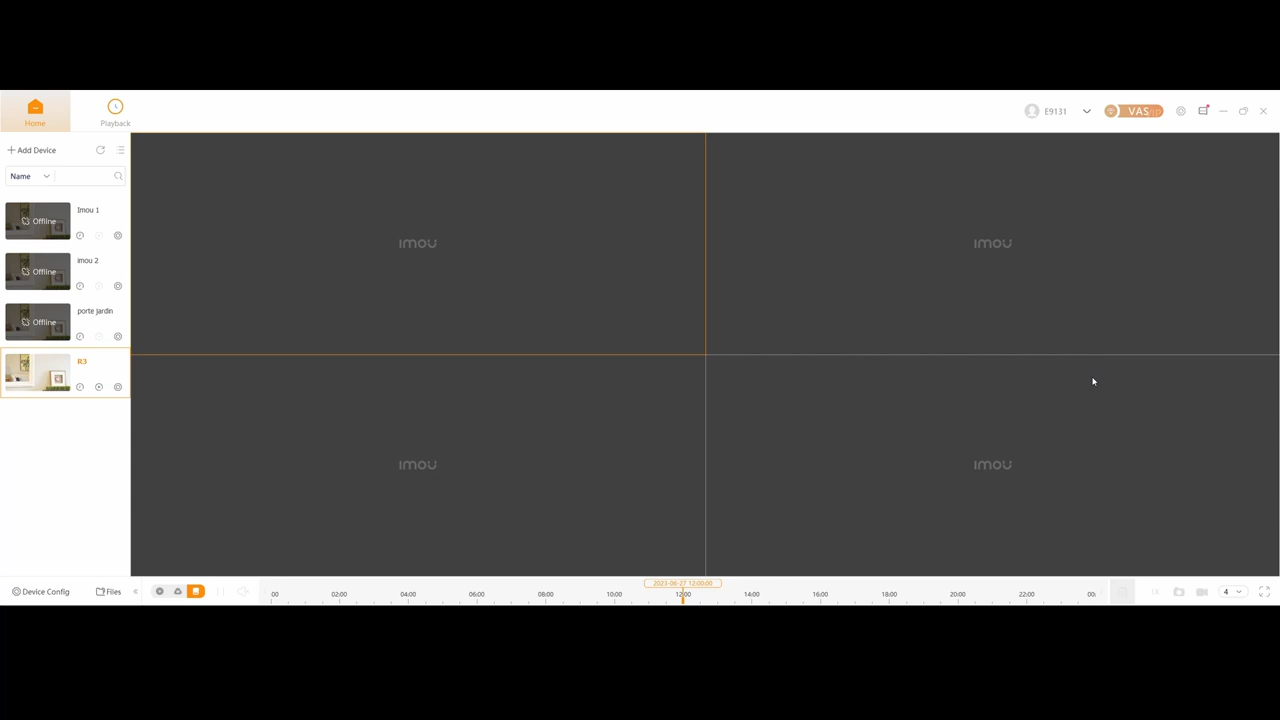 Home
Playback
E9131
VAS
Add Device
Name
Offline
Imou 1
Offline
imou 2
Offline
porte jardin
R3
imou
imou
imou
imou
Device Config
Files
2023-06-27 12:00:00
00 02:00 04:00 06:00 08:00 10:00 12:00 14:00 16:00 18:00 20:00 22:00 00:
1X
4